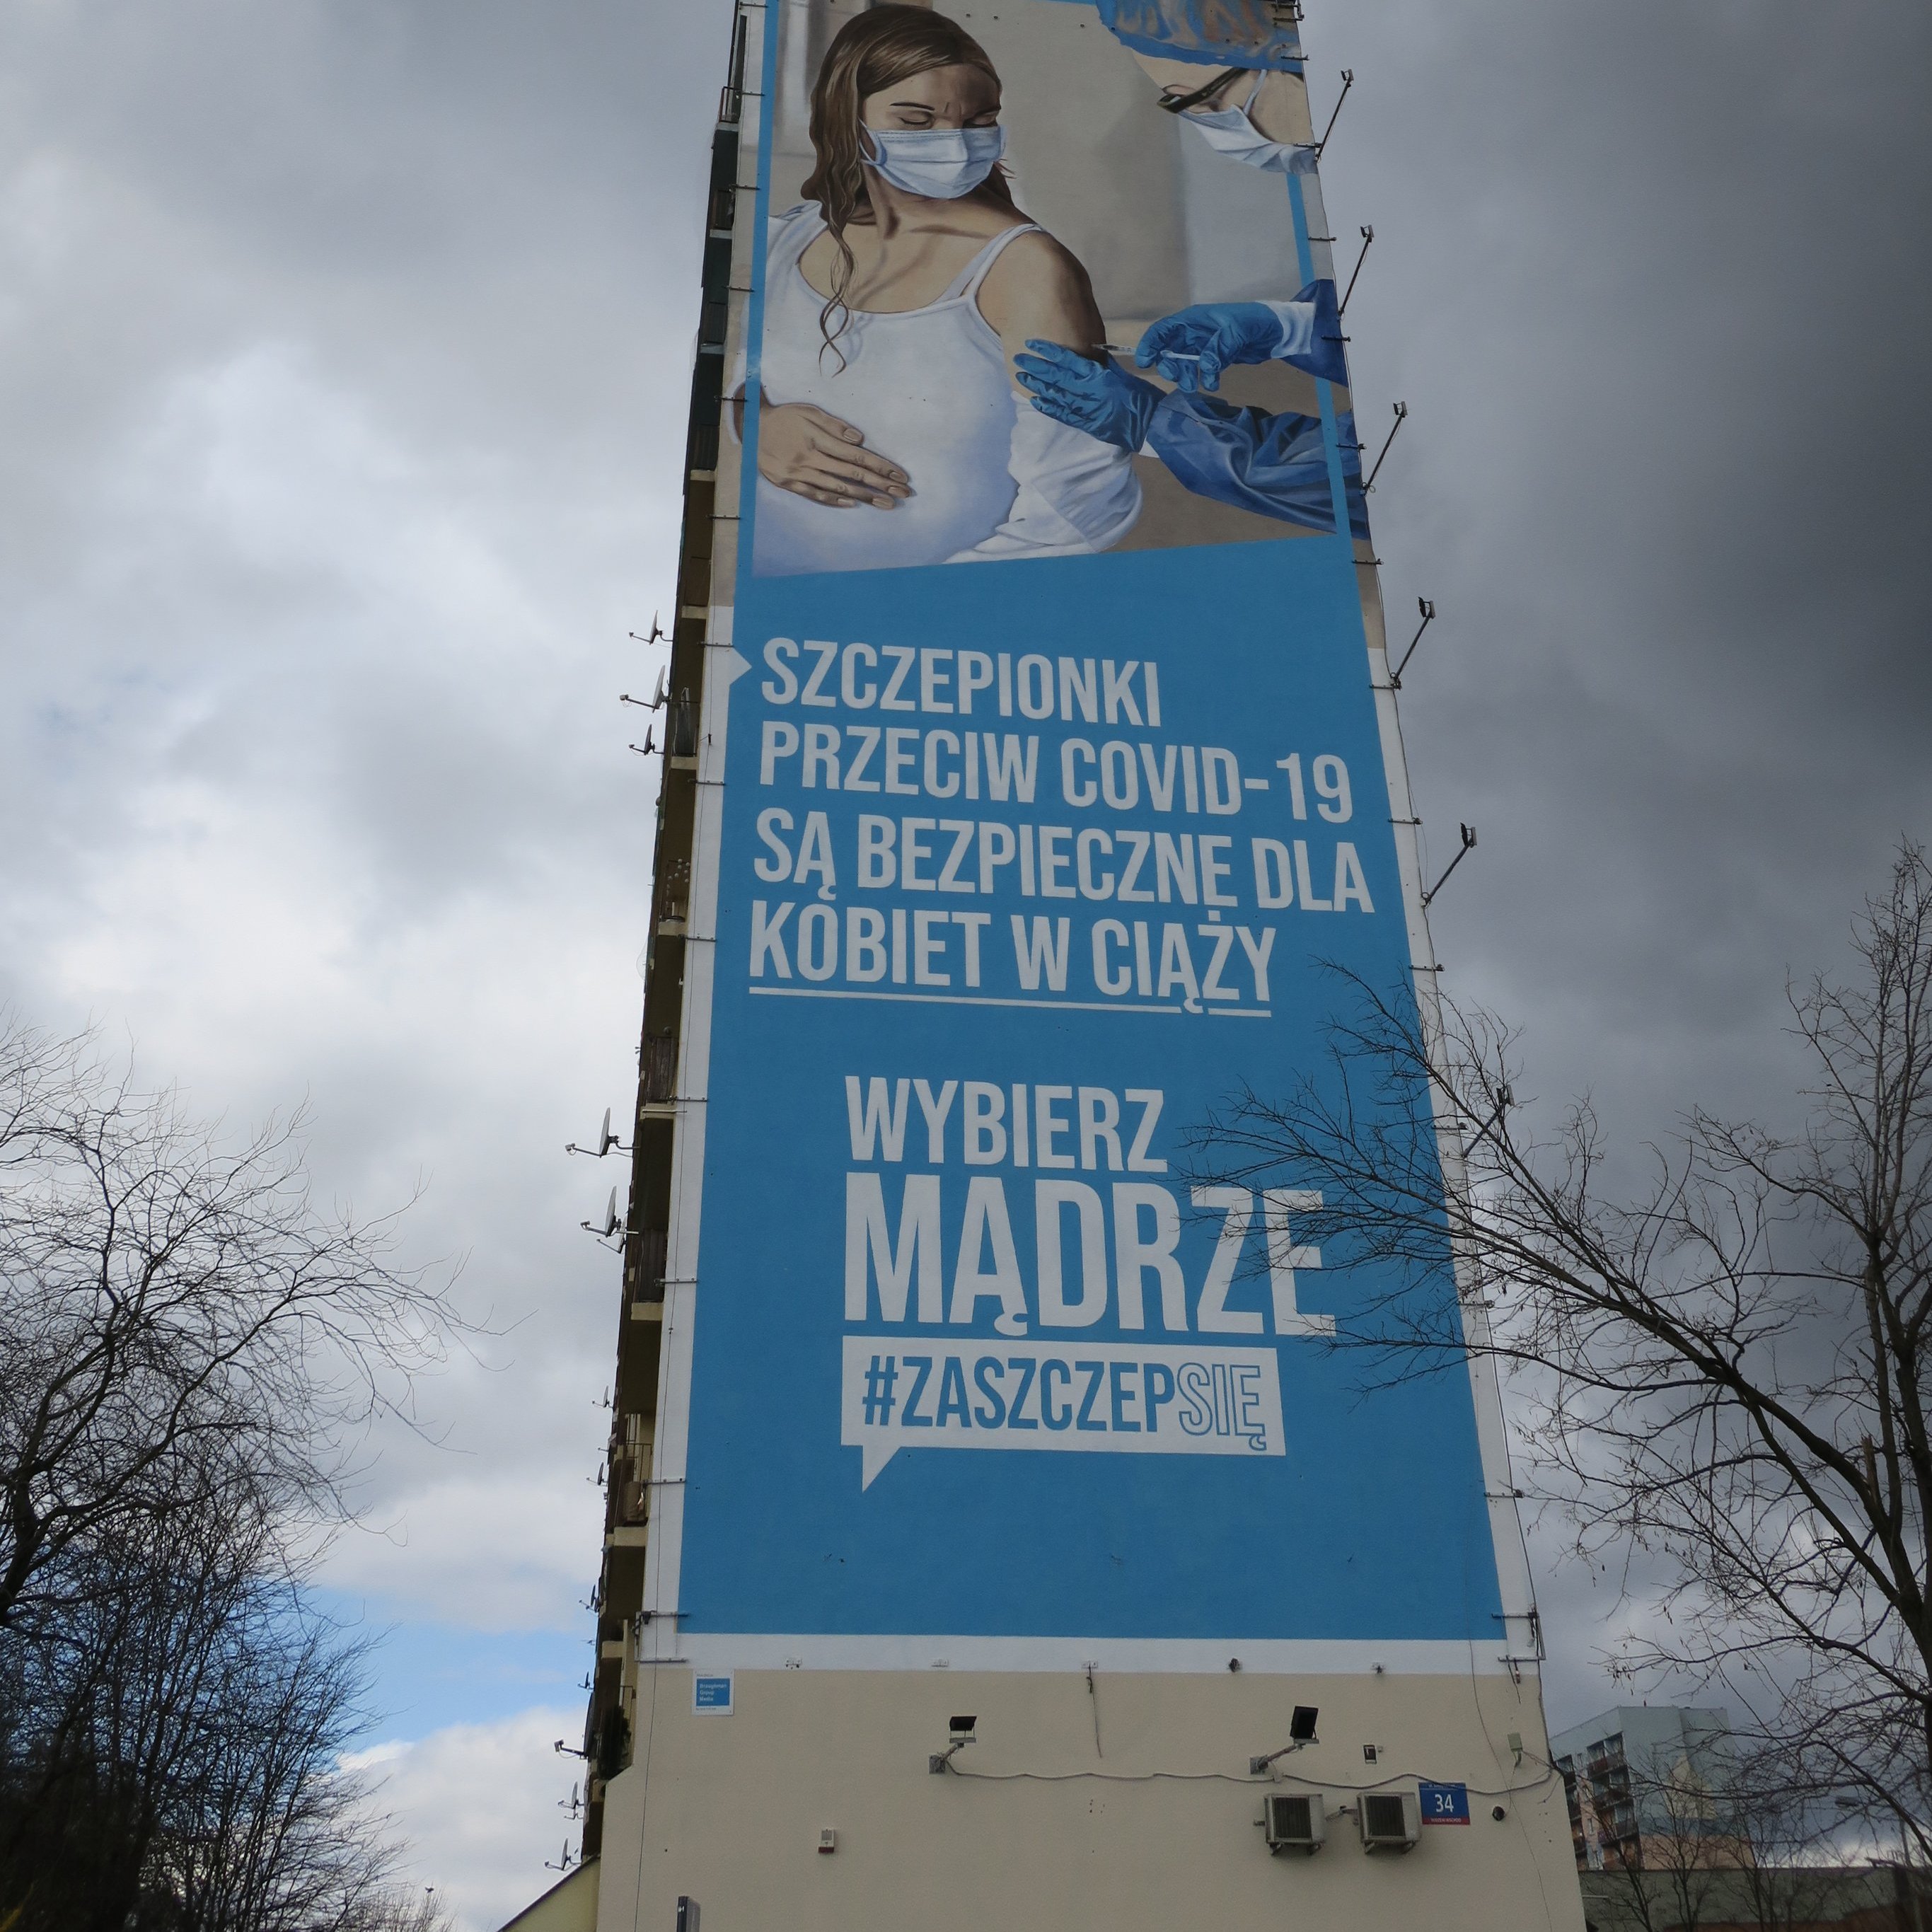 SZCZEPIONKI
PRZECIW COVID-19
SĄ BEZPIECZNE DLA
KOBIET W CIĄŻY
WYBIERZ
MĄDRZE
#ZASZCZEPSIĘ
34